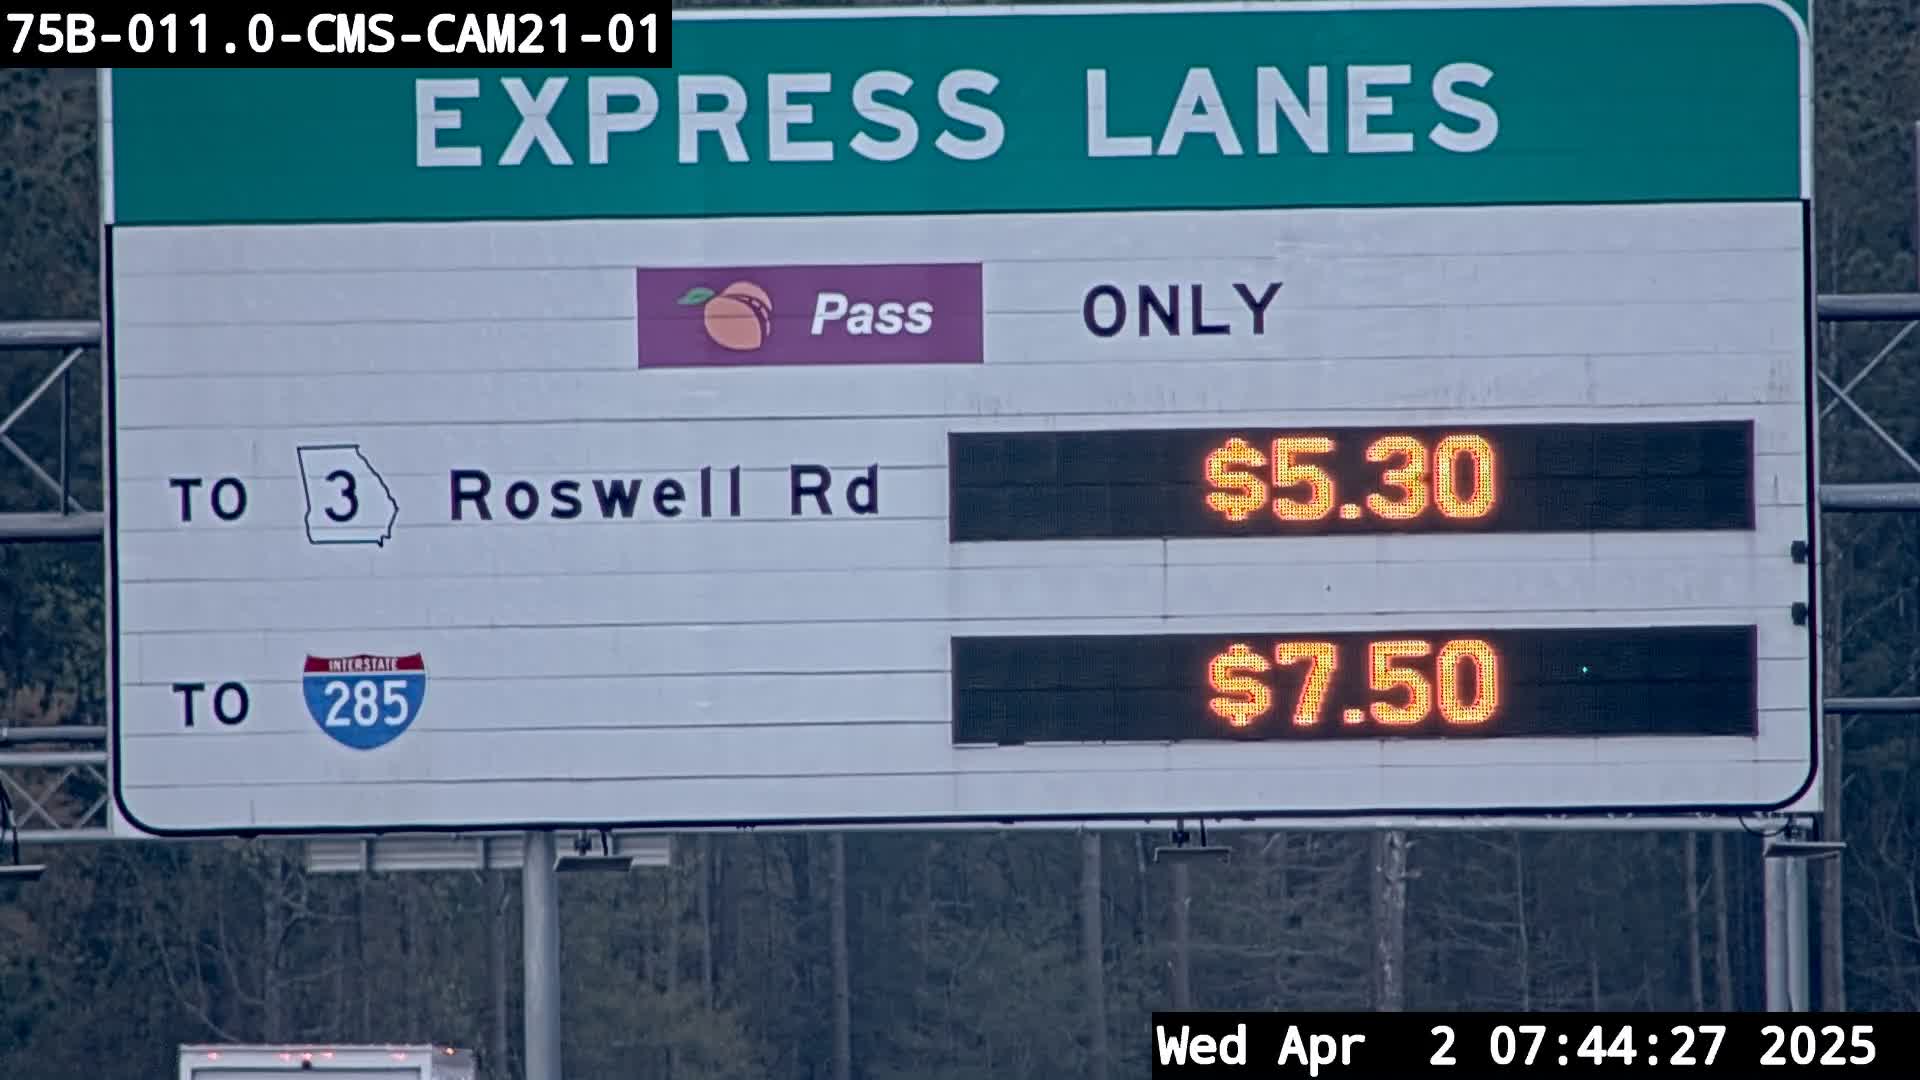 75B-011.0-CMS-CAM21-01
EXPRESS LANES
Pass ONLY
TO 3 Roswell Rd $5.30
TO INTERSTATE 285 $7.50
Wed Apr 2 07:44:27 2025